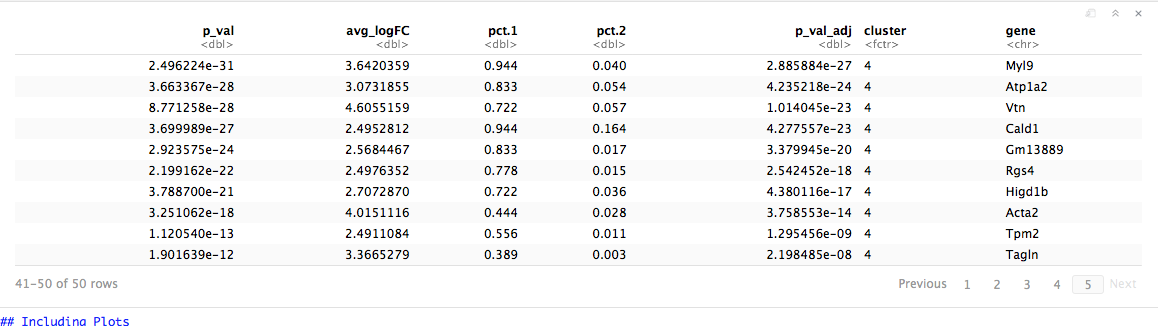 p_val avg_logFC pct.1 pct.2 p_val_adj cluster gene
<dbl> <dbl> <dbl> <dbl> <dbl> <fctr> <chr>
2.496224e-31 3.6420359 0.944 0.040 2.885884e-27 4 Myl9
3.663367e-28 3.0731855 0.833 0.054 4.235218e-24 4 Atp1a2
8.771258e-28 4.6055159 0.722 0.057 1.014045e-23 4 Vtn
3.699989e-27 2.4952812 0.944 0.164 4.277557e-23 4 Cald1
2.923575e-24 2.5684467 0.833 0.017 3.379945e-20 4 Gm13889
2.199162e-22 2.4976352 0.778 0.015 2.542452e-18 4 Rgs4
3.788700e-21 2.7072870 0.722 0.036 4.380116e-17 4 Higd1b
3.251062e-18 4.0151116 0.444 0.028 3.758553e-14 4 Acta2
1.120540e-13 2.4911084 0.556 0.011 1.295456e-09 4 Tpm2
1.901639e-12 3.3665279 0.389 0.003 2.198485e-08 4 Tagln
41-50 of 50 rows Previous 1 2 3 4 5 Next
## Including Plots